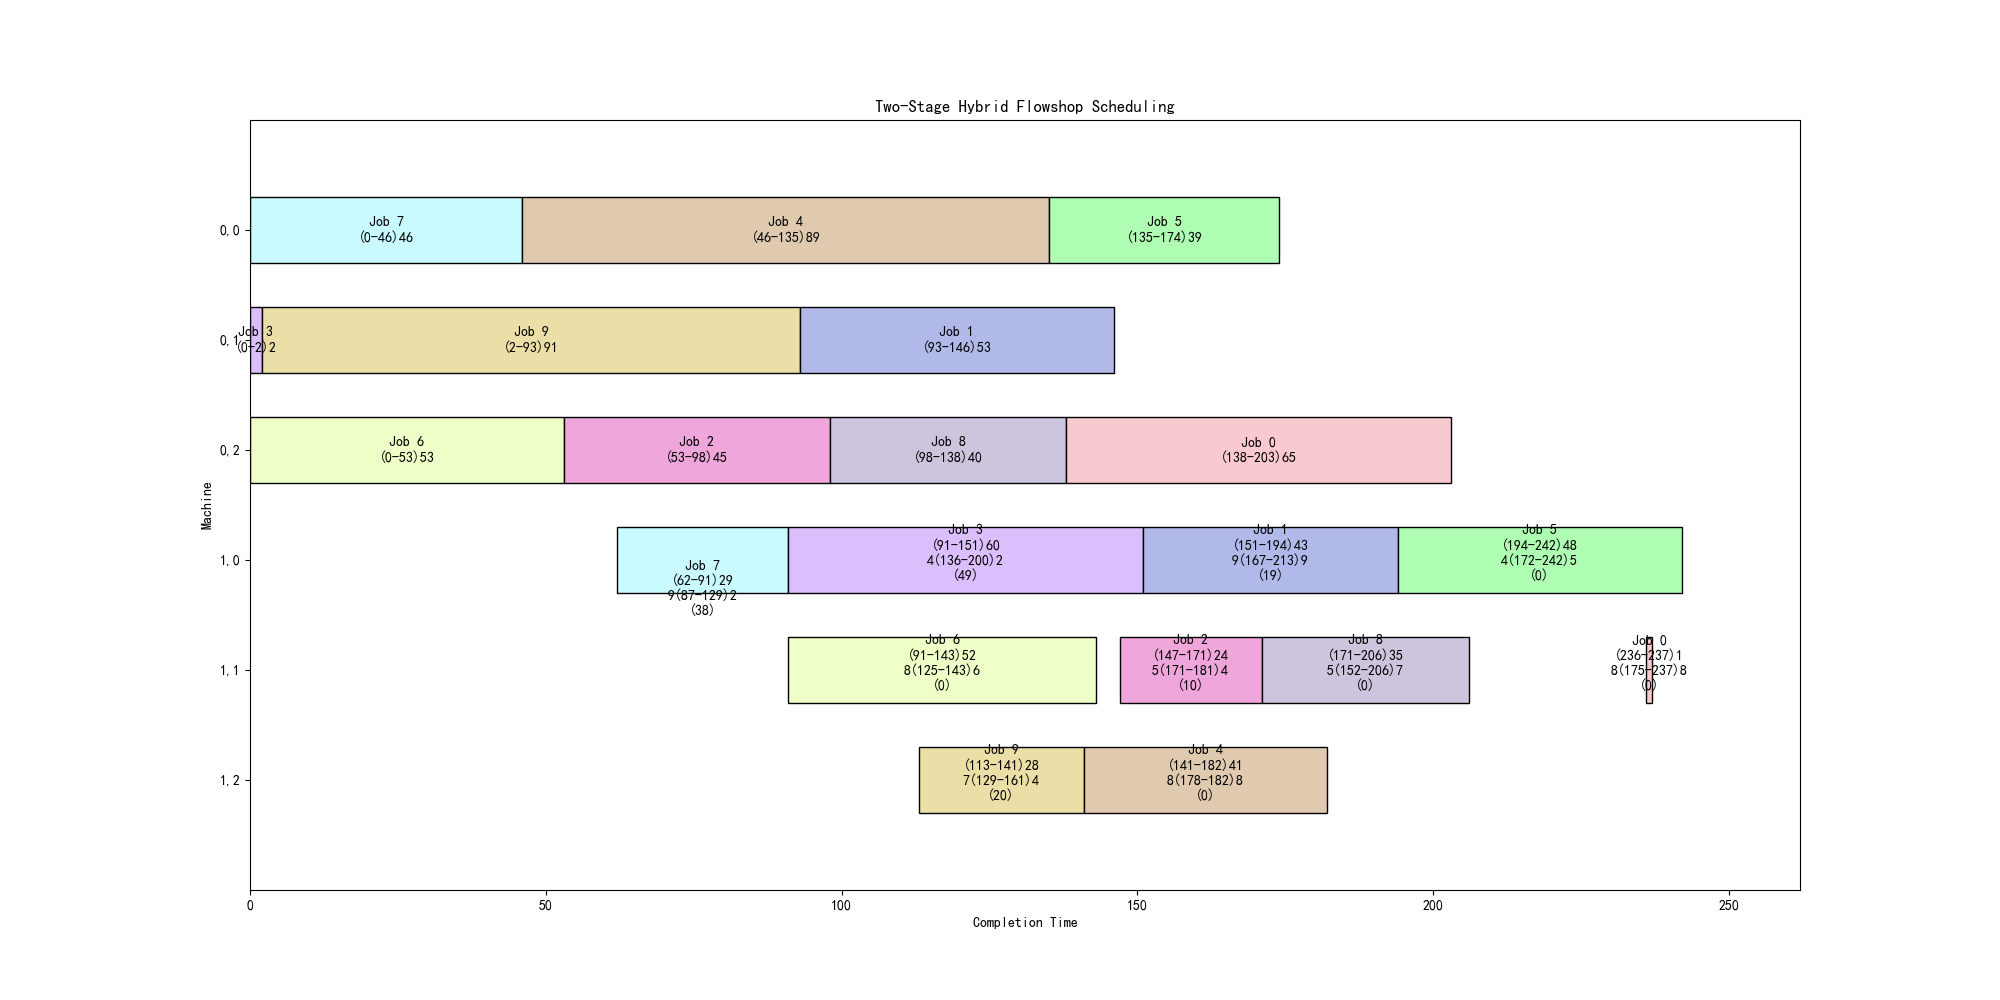 Two-Stage Hybrid Flowshop Scheduling
Machine
0,0
Job 7
(0-46)46
Job 4
(46-135)89
Job 5
(135-174)39
0,1
Job 3
(0-2)2
Job 9
(2-93)91
Job 1
(93-146)53
0,2
Job 6
(0-53)53
Job 2
(53-98)45
Job 8
(98-138)40
Job 0
(138-203)65
1,0
Job 7
(62-91)29
9(87-129)2
(38)
Job 3
(91-151)60
4(136-200)2
(49)
Job 1
(151-194)43
9(167-213)9
(19)
Job 5
(194-242)48
4(172-242)5
(0)
1,1
Job 6
(91-143)52
8(125-143)6
(0)
Job 2
(147-171)24
5(171-181)4
(10)
Job 8
(171-206)35
5(152-206)7
(0)
Job 0
(236-237)1
8(175-237)8
(0)
1,2
Job 9
(113-141)28
7(129-161)4
(20)
Job 4
(141-182)41
8(178-182)8
(0)
0 50 100 150 200 250
Completion Time